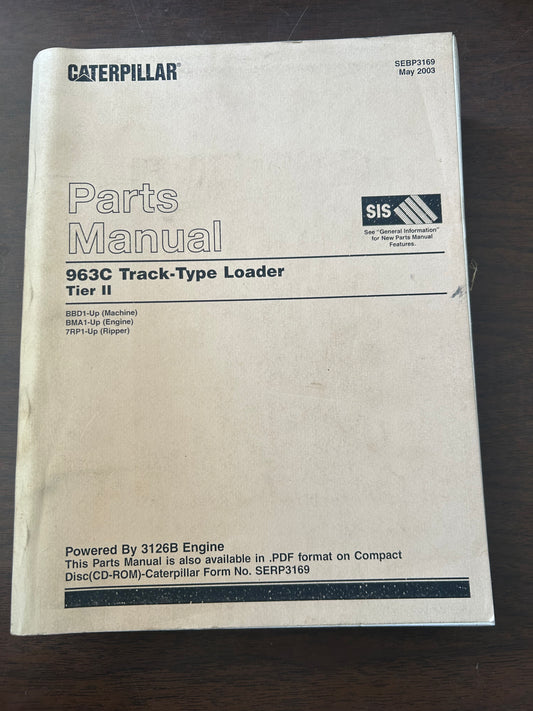 CATERPILLAR®
SEBP3169
May 2003
Parts
Manual
SIS
See "General Information"
for New Parts Manual
Features.
963C Track-Type Loader
Tier II
BBD1-Up (Machine)
BMA1-Up (Engine)
7RP1-Up (Ripper)
Powered By 3126B Engine
This Parts Manual is also available in .PDF format on Compact
Disc(CD-ROM)-Caterpillar Form No. SERP3169